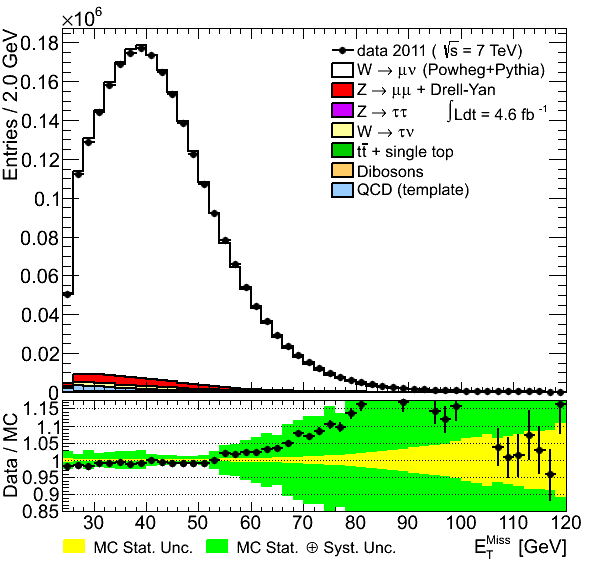 ×10⁶
Entries / 2.0 GeV
0.18
0.16
0.14
0.12
0.1
0.08
0.06
0.04
0.02
0
data 2011 ( √s = 7 TeV)
W → μν (Powheg+Pythia)
Z → μμ + Drell-Yan
Z → ττ
∫Ldt = 4.6 fb⁻¹
W → τν
tt̄ + single top
Dibosons
QCD (template)
Data / MC
1.15
1.1
1.05
1
0.95
0.9
0.85
30 40 50 60 70 80 90 100 110 120
MC Stat. Unc.
MC Stat. ⊕ Syst. Unc.
E_T^Miss [GeV]